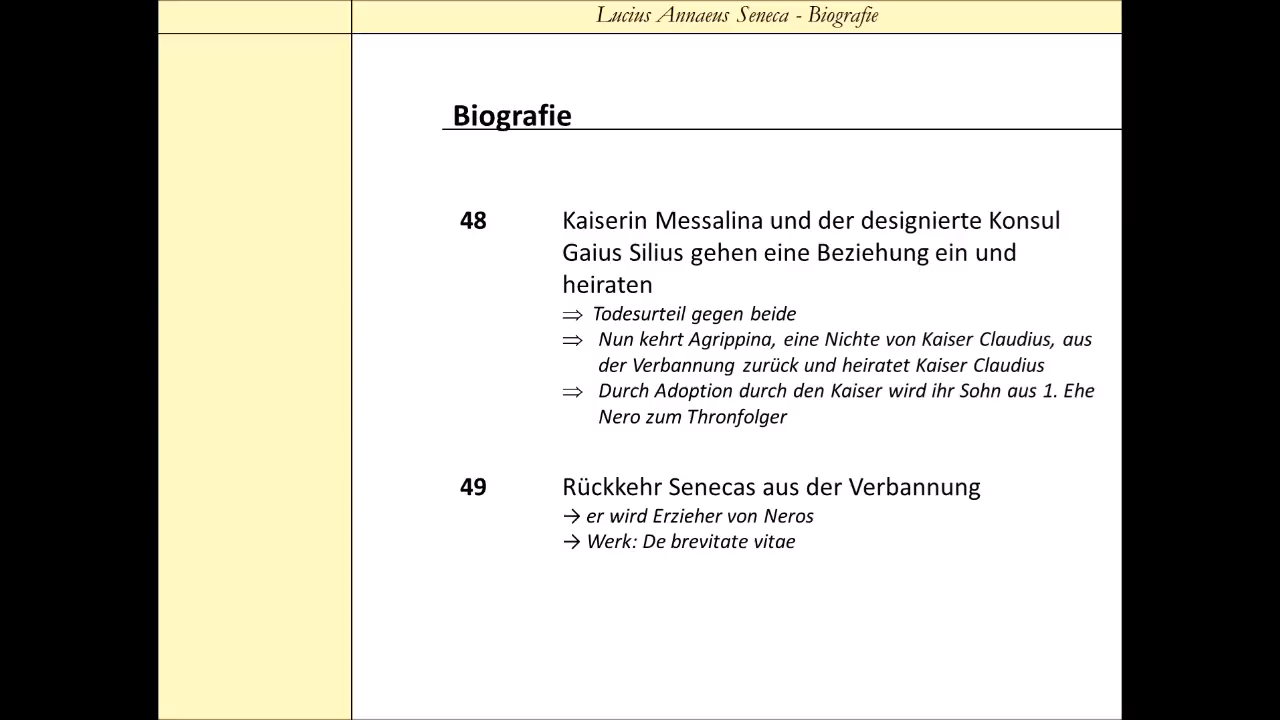 Lucius Annaeus Seneca - Biografie
Biografie
48 Kaiserin Messalina und der designierte Konsul
Gaius Silius gehen eine Beziehung ein und
heiraten
⇒ Todesurteil gegen beide
⇒ Nun kehrt Agrippina, eine Nichte von Kaiser Claudius, aus
der Verbannung zurück und heiratet Kaiser Claudius
⇒ Durch Adoption durch den Kaiser wird ihr Sohn aus 1. Ehe
Nero zum Thronfolger
49 Rückkehr Senecas aus der Verbannung
→ er wird Erzieher von Neros
→ Werk: De brevitate vitae